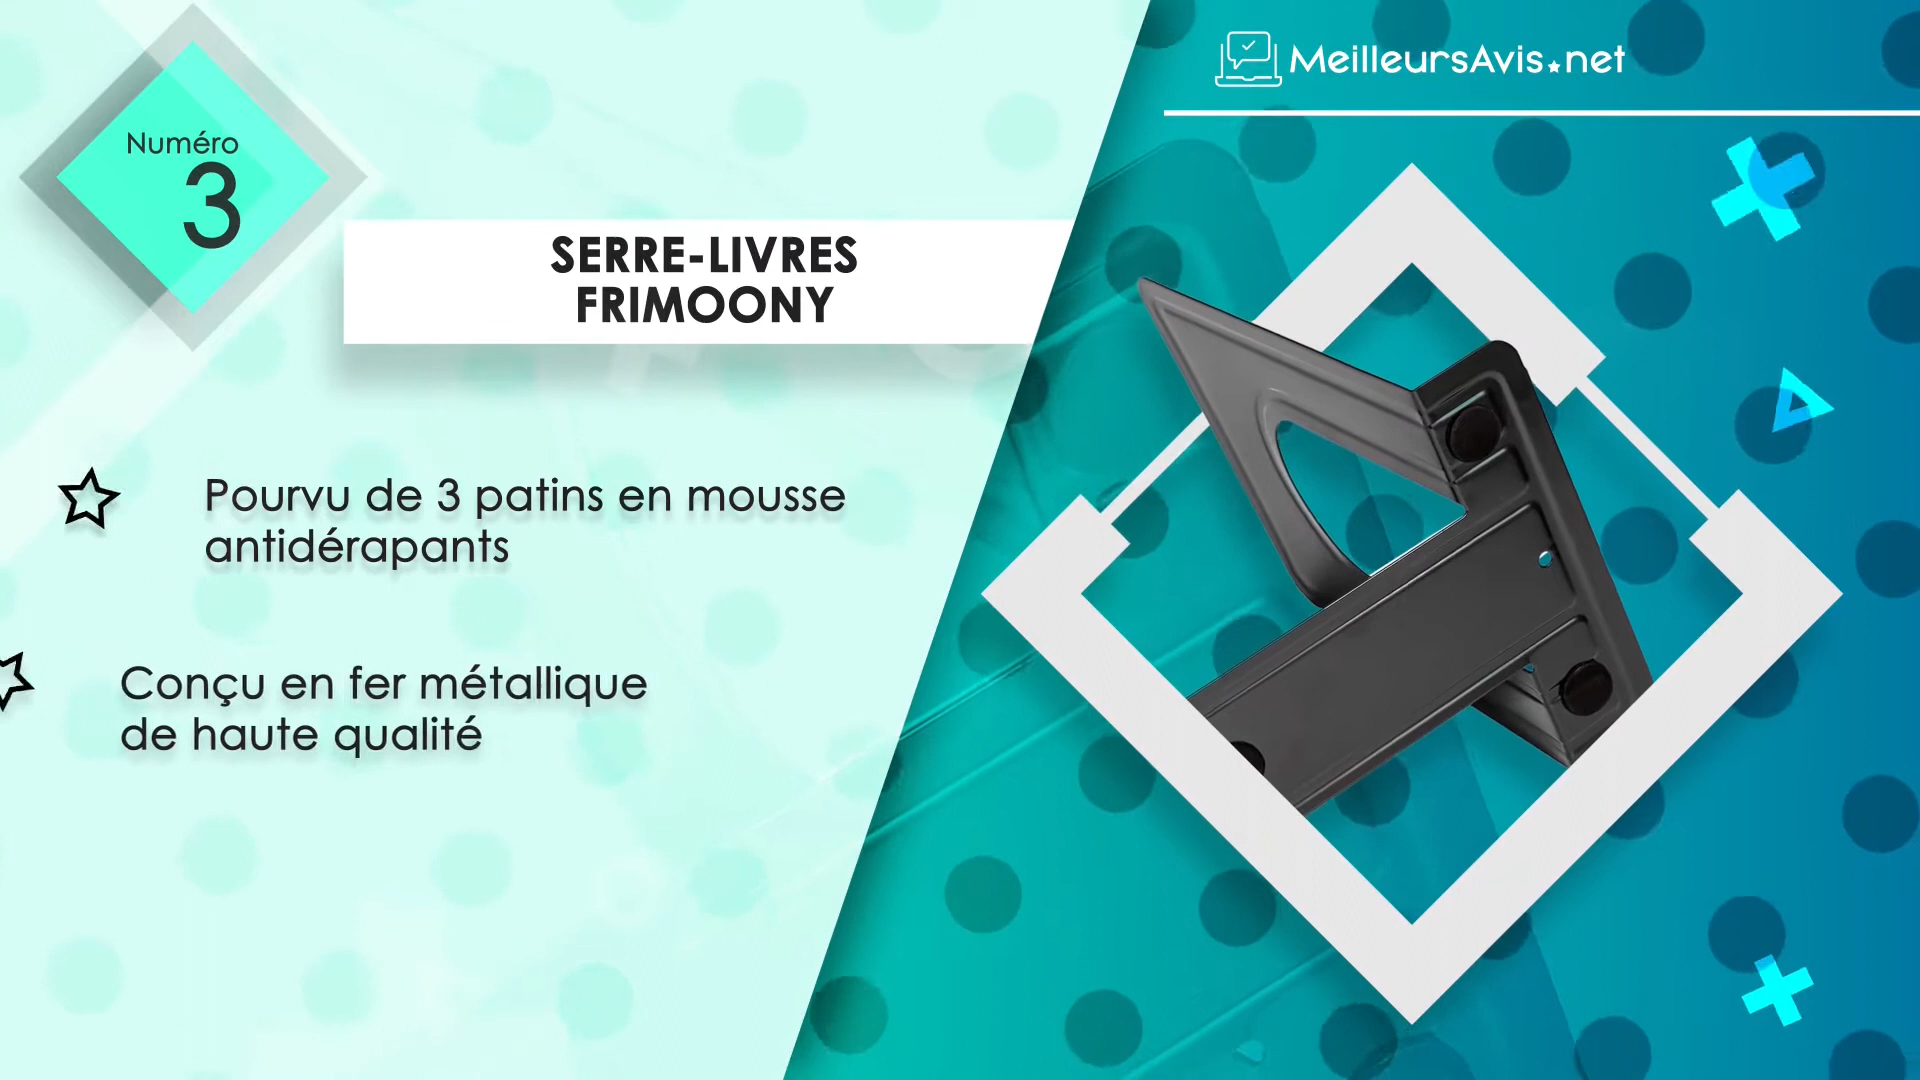 MeilleursAvis.net
Numéro
3
SERRE-LIVRES
FRIMOONY
Pourvu de 3 patins en mousse
antidérapants
Conçu en fer métallique
de haute qualité